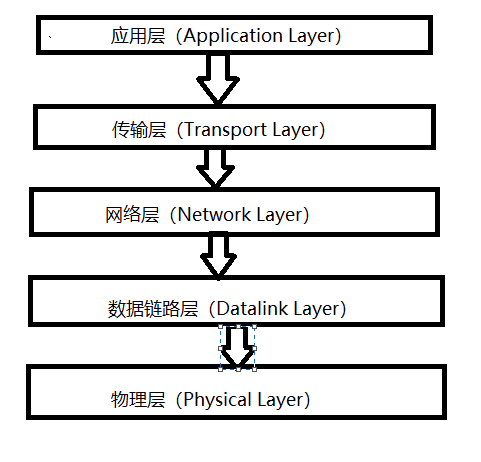 应用层（Application Layer）
传输层（Transport Layer）
网络层（Network Layer）
数据链路层（Datalink Layer）
物理层（Physical Layer）